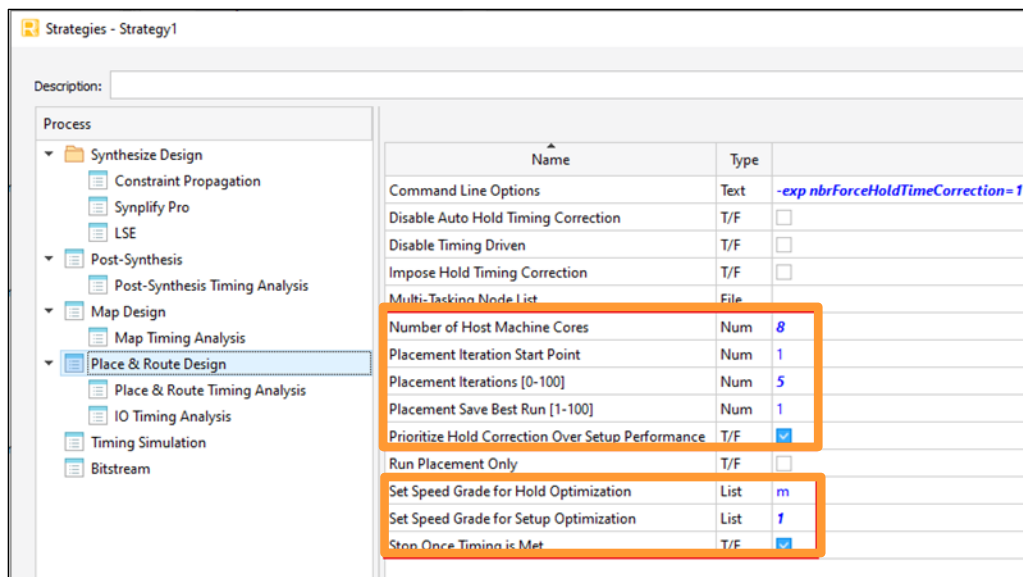 Strategies - Strategy1
Description:
Process
Synthesize Design
Constraint Propagation
Synplify Pro
LSE
Post-Synthesis
Post-Synthesis Timing Analysis
Map Design
Map Timing Analysis
Place & Route Design
Place & Route Timing Analysis
IO Timing Analysis
Timing Simulation
Bitstream
Name Type
Command Line Options Text -exp nbrForceHoldTimeCorrection=1
Disable Auto Hold Timing Correction T/F
Disable Timing Driven T/F
Impose Hold Timing Correction T/F
Multi-Tasking Node List File
Number of Host Machine Cores Num 8
Placement Iteration Start Point Num 1
Placement Iterations [0-100] Num 5
Placement Save Best Run [1-100] Num 1
Prioritize Hold Correction Over Setup Performance T/F
Run Placement Only T/F
Set Speed Grade for Hold Optimization List m
Set Speed Grade for Setup Optimization List 1
Stop Once Timing is Met T/F